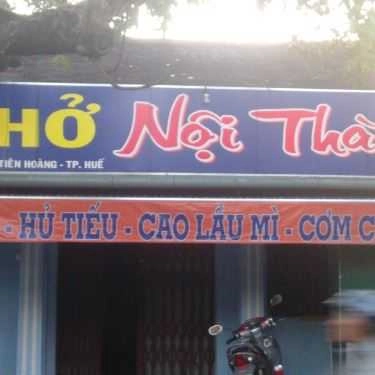 HỞ Nội Thà
TIÊN HOÀNG - TP. HUẾ
- HỦ TIẾU - CAO LẦU MÌ - CƠM C